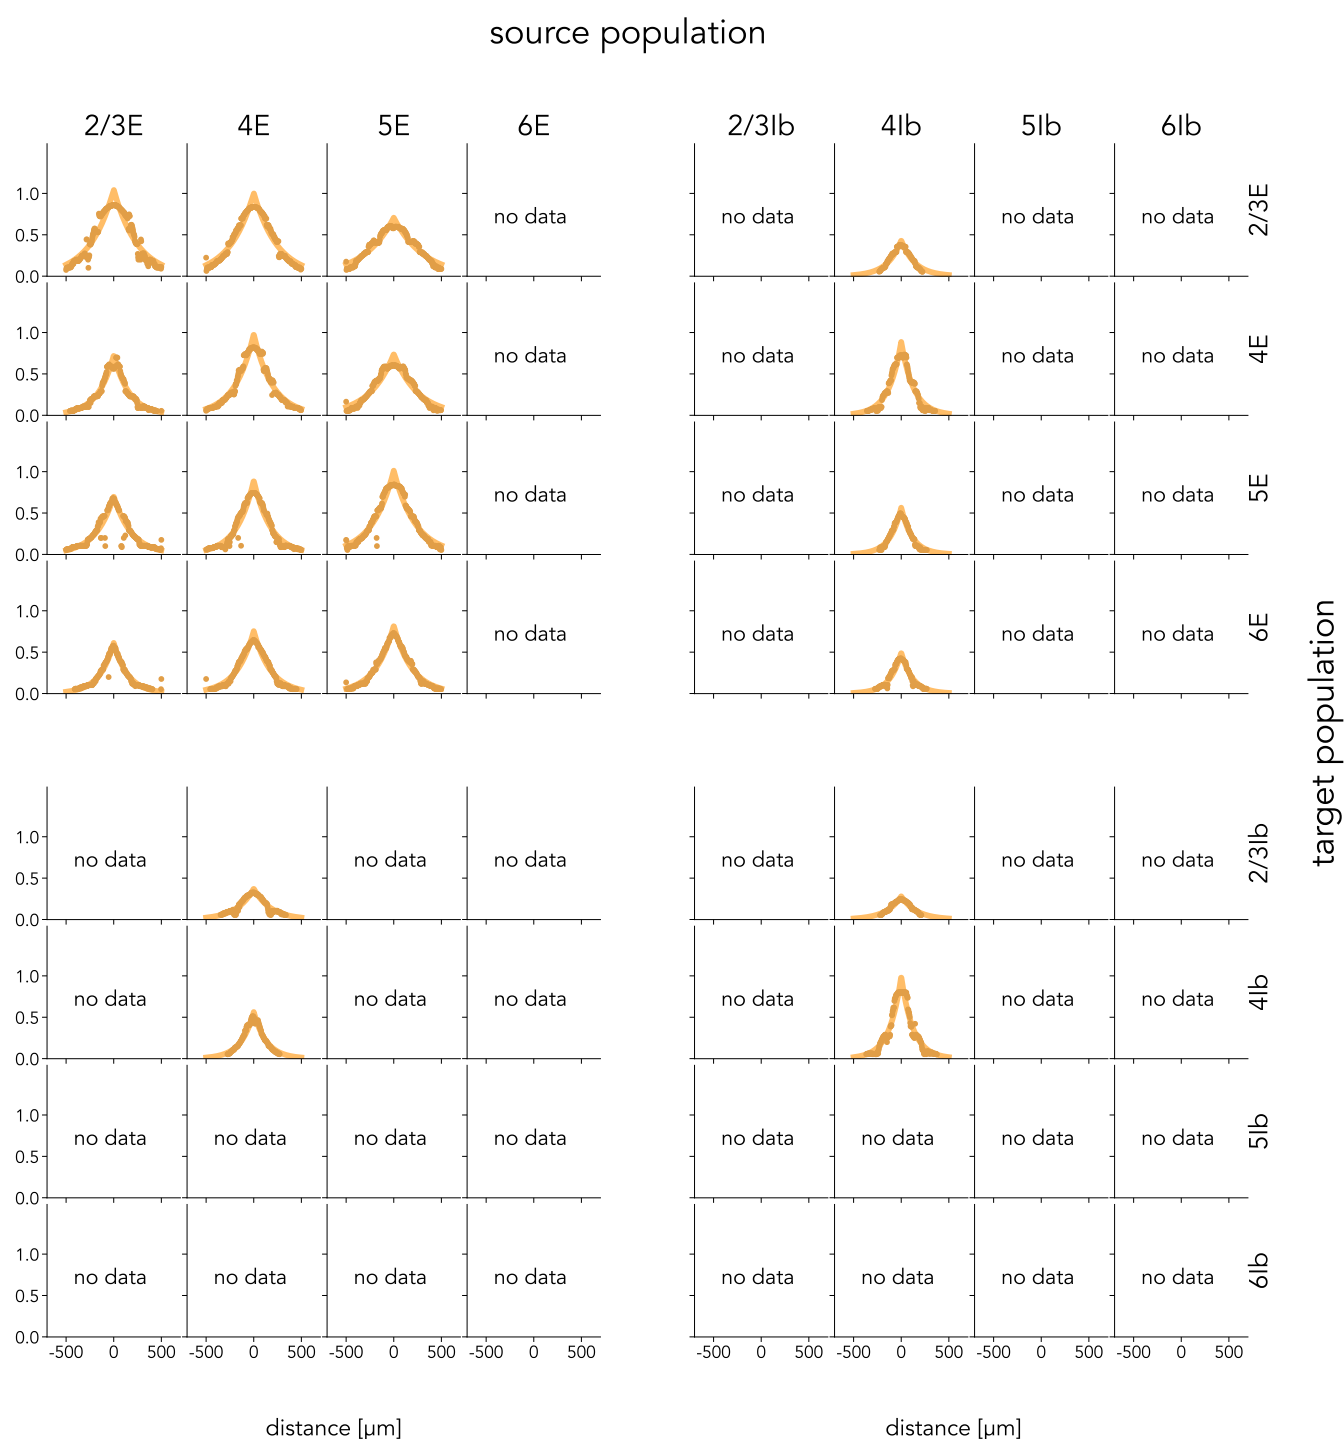 source population
2/3E 4E 5E 6E 2/3Ib 4Ib 5Ib 6Ib
1.0
0.5
0.0
no data no data no data no data
2/3E
1.0
0.5
0.0
no data no data no data no data
4E
1.0
0.5
0.0
no data no data no data no data
5E
1.0
0.5
0.0
no data no data no data no data
6E
target population
1.0
0.5
0.0
no data no data no data no data no data no data
2/3Ib
1.0
0.5
0.0
no data no data no data no data no data no data
4Ib
1.0
0.5
0.0
no data no data no data no data no data no data no data no data
5Ib
1.0
0.5
0.0
no data no data no data no data no data no data no data no data
6Ib
-500 0 500 -500 0 500 -500 0 500 -500 0 500 -500 0 500 -500 0 500 -500 0 500 -500 0 500
distance [μm] distance [μm]